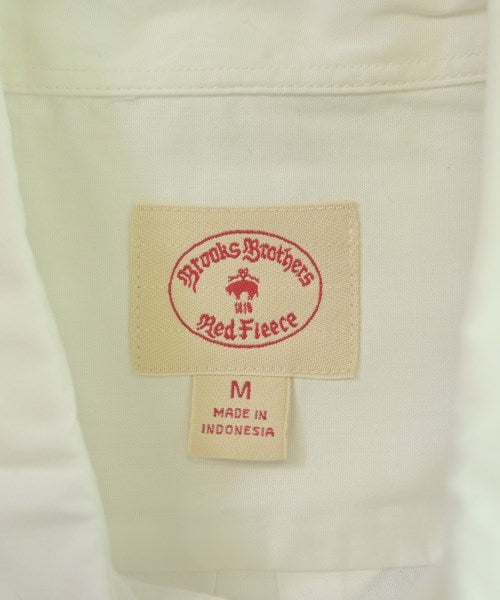 Brooks Brothers
1818
Red Fleece
M
MADE IN
INDONESIA